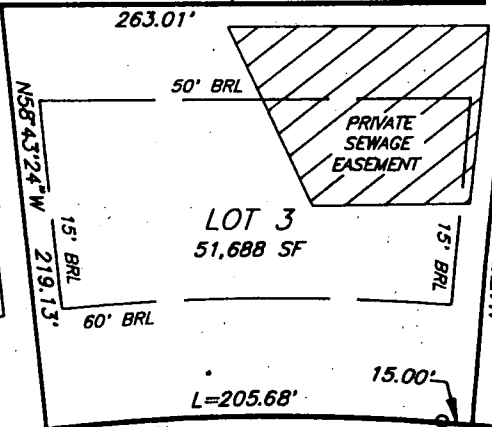 263.01'
50' BRL
PRIVATE
SEWAGE
EASEMENT
N58°43'24"W
219.13'
LOT 3
51,688 SF
15' BRL
15' BRL
60' BRL
15.00'
L=205.68'